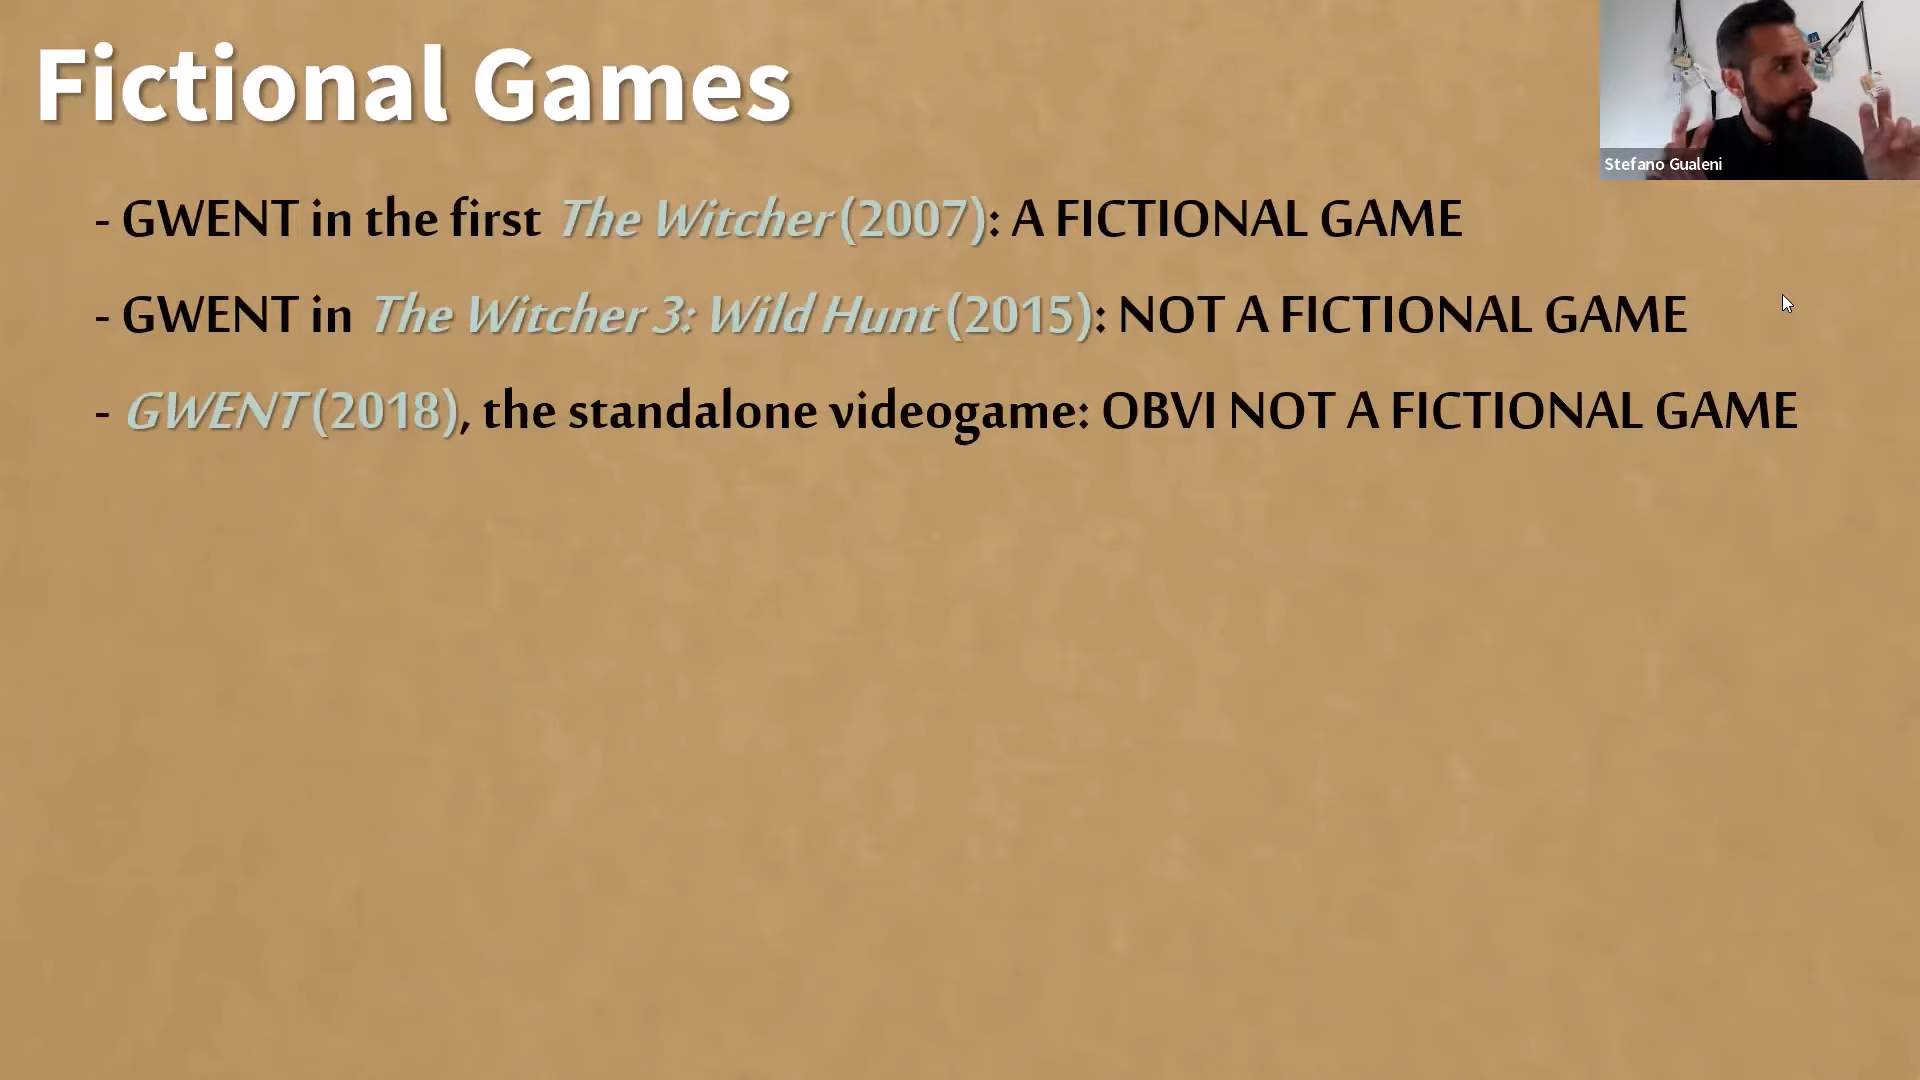 Fictional Games
Stefano Gualeni
- GWENT in the first The Witcher (2007): A FICTIONAL GAME
- GWENT in The Witcher 3: Wild Hunt (2015): NOT A FICTIONAL GAME
- GWENT (2018), the standalone videogame: OBVI NOT A FICTIONAL GAME